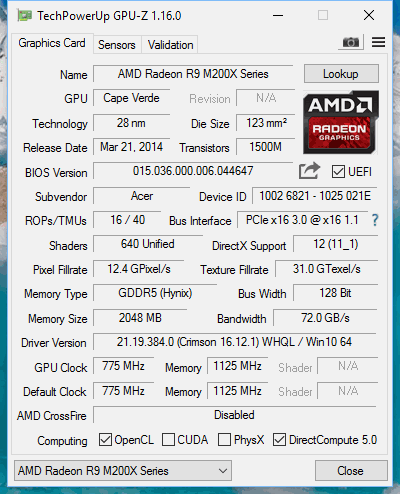 TechPowerUp GPU-Z 1.16.0
Graphics Card Sensors Validation
Name AMD Radeon R9 M200X Series Lookup
GPU Cape Verde Revision N/A
Technology 28 nm Die Size 123 mm²
Release Date Mar 21, 2014 Transistors 1500M
BIOS Version 015.036.000.006.044647 UEFI
Subvendor Acer Device ID 1002 6821 - 1025 021E
ROPs/TMUs 16 / 40 Bus Interface PCIe x16 3.0 @ x16 1.1 ?
Shaders 640 Unified DirectX Support 12 (11_1)
Pixel Fillrate 12.4 GPixel/s Texture Fillrate 31.0 GTexel/s
Memory Type GDDR5 (Hynix) Bus Width 128 Bit
Memory Size 2048 MB Bandwidth 72.0 GB/s
Driver Version 21.19.384.0 (Crimson 16.12.1) WHQL / Win10 64
GPU Clock 775 MHz Memory 1125 MHz Shader N/A
Default Clock 775 MHz Memory 1125 MHz Shader N/A
AMD CrossFire Disabled
Computing OpenCL CUDA PhysX DirectCompute 5.0
AMD Radeon R9 M200X Series Close
AMD
RADEON
GRAPHICS